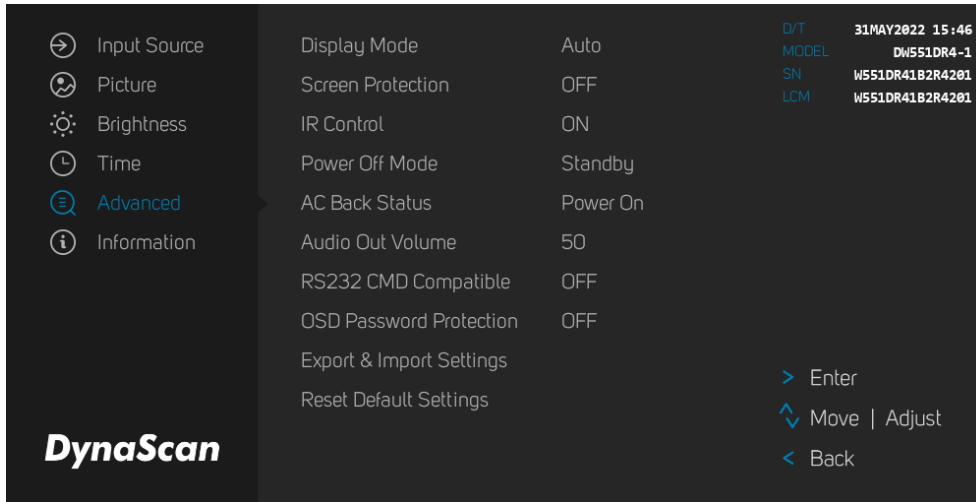 Input Source
Picture
Brightness
Time
Advanced
Information
DynaScan
Display Mode Auto
Screen Protection OFF
IR Control ON
Power Off Mode Standby
AC Back Status Power On
Audio Out Volume 50
RS232 CMD Compatible OFF
OSD Password Protection OFF
Export & Import Settings
Reset Default Settings
D/T 31MAY2022 15:46
MODEL DW551DR4-1
SN W551DR41B2R4201
LCM W551DR41B2R4201
> Enter
Move | Adjust
< Back